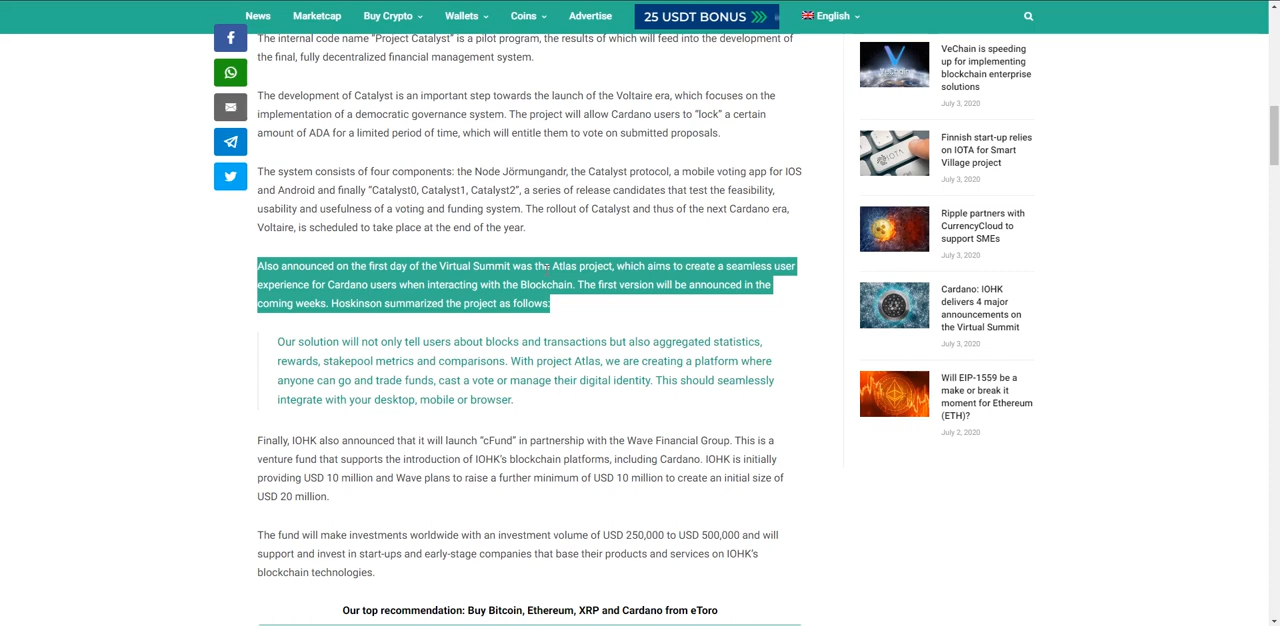 News Marketcap Buy Crypto Wallets Coins Advertise 25 USDT BONUS English
The internal code name “Project Catalyst” is a pilot program, the results of which will feed into the development of
the final, fully decentralized financial management system.
The development of Catalyst is an important step towards the launch of the Voltaire era, which focuses on the
implementation of a democratic governance system. The project will allow Cardano users to “lock” a certain
amount of ADA for a limited period of time, which will entitle them to vote on submitted proposals.
The system consists of four components: the Node Jörmungandr, the Catalyst protocol, a mobile voting app for IOS
and Android and finally “Catalyst0, Catalyst1, Catalyst2”, a series of release candidates that test the feasibility,
usability and usefulness of a voting and funding system. The rollout of Catalyst and thus of the next Cardano era,
Voltaire, is scheduled to take place at the end of the year.
Also announced on the first day of the Virtual Summit was the Atlas project, which aims to create a seamless user
experience for Cardano users when interacting with the Blockchain. The first version will be announced in the
coming weeks. Hoskinson summarized the project as follows:
Our solution will not only tell users about blocks and transactions but also aggregated statistics,
rewards, stakepool metrics and comparisons. With project Atlas, we are creating a platform where
anyone can go and trade funds, cast a vote or manage their digital identity. This should seamlessly
integrate with your desktop, mobile or browser.
Finally, IOHK also announced that it will launch “cFund” in partnership with the Wave Financial Group. This is a
venture fund that supports the introduction of IOHK’s blockchain platforms, including Cardano. IOHK is initially
providing USD 10 million and Wave plans to raise a further minimum of USD 10 million to create an initial size of
USD 20 million.
The fund will make investments worldwide with an investment volume of USD 250,000 to USD 500,000 and will
support and invest in start-ups and early-stage companies that base their products and services on IOHK’s
blockchain technologies.
Our top recommendation: Buy Bitcoin, Ethereum, XRP and Cardano from eToro
VeChain
VeChain is speeding
up for implementing
blockchain enterprise
solutions
July 3, 2020
IOTA
Finnish start-up relies
on IOTA for Smart
Village project
July 3, 2020
Ripple partners with
CurrencyCloud to
support SMEs
July 3, 2020
Cardano: IOHK
delivers 4 major
announcements on
the Virtual Summit
July 3, 2020
Will EIP-1559 be a
make or break it
moment for Ethereum
(ETH)?
July 2, 2020